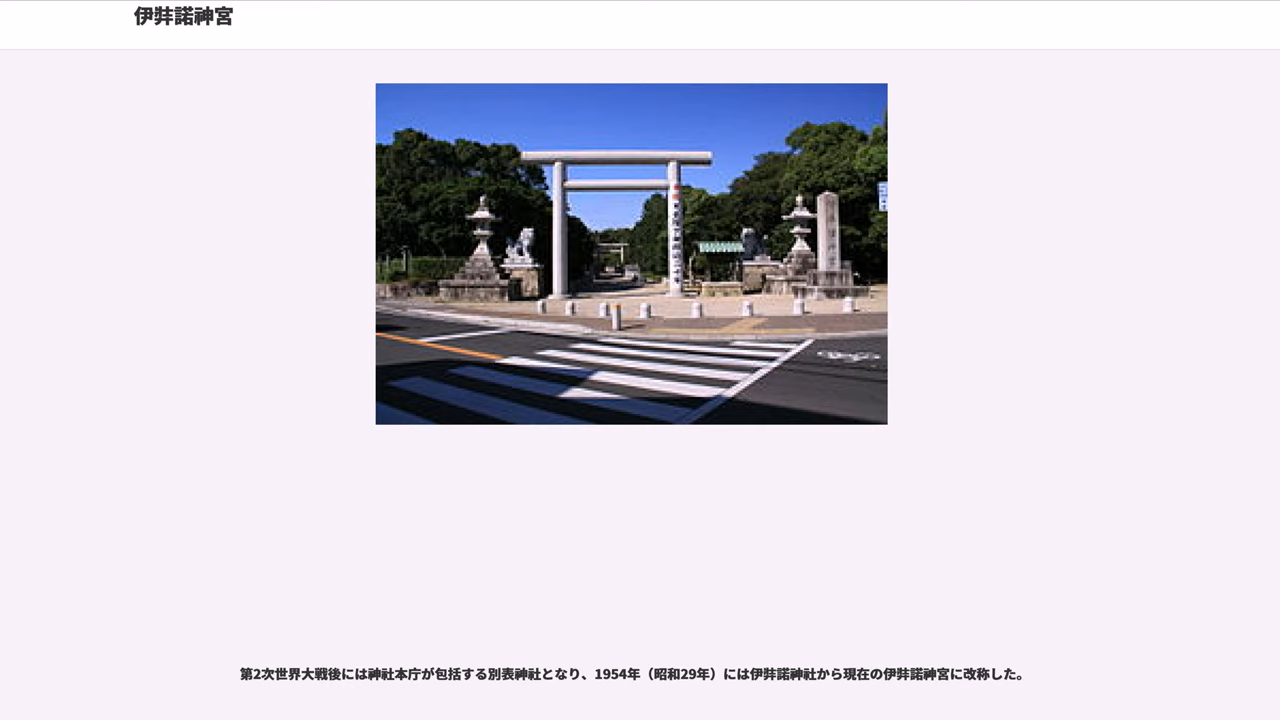 伊弉諾神宮
第2次世界大戦後には神社本庁が包括する別表神社となり、1954年（昭和29年）には伊弉諾神社から現在の伊弉諾神宮に改称した。